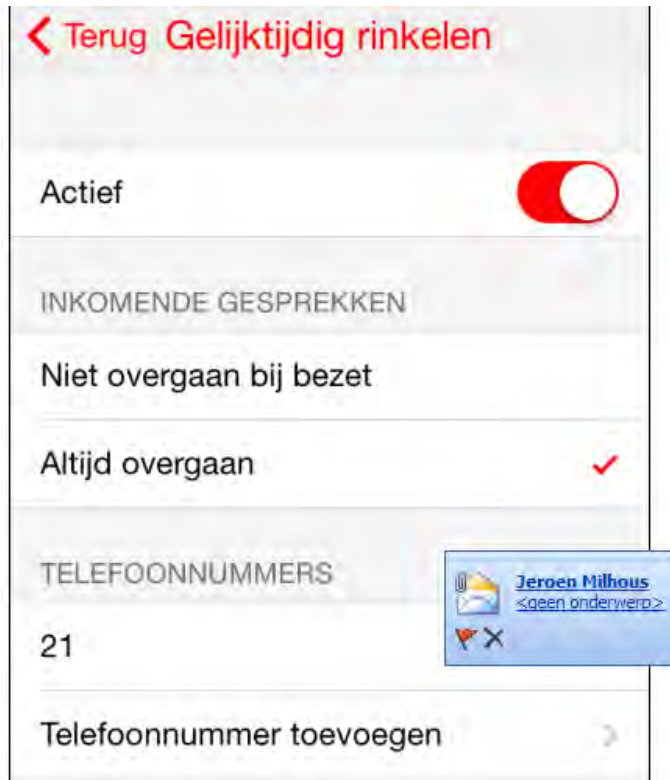 Terug Gelijktijdig rinkelen
Actief
INKOMENDE GESPREKKEN
Niet overgaan bij bezet
Altijd overgaan
TELEFOONNUMMERS
Jeroen Milhous
<geen onderwerp>
21
Telefoonnummer toevoegen